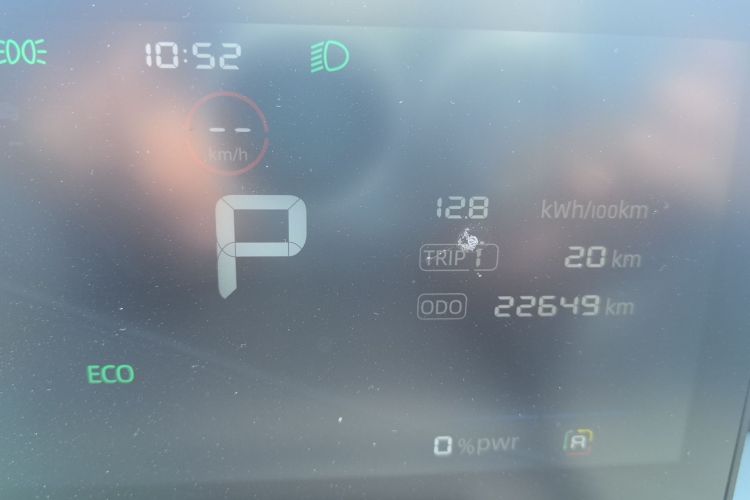 10:52
--
km/h
P
12.8 kWh/100km
TRIP 1 20 km
ODO 22649 km
ECO
0 %pwr A